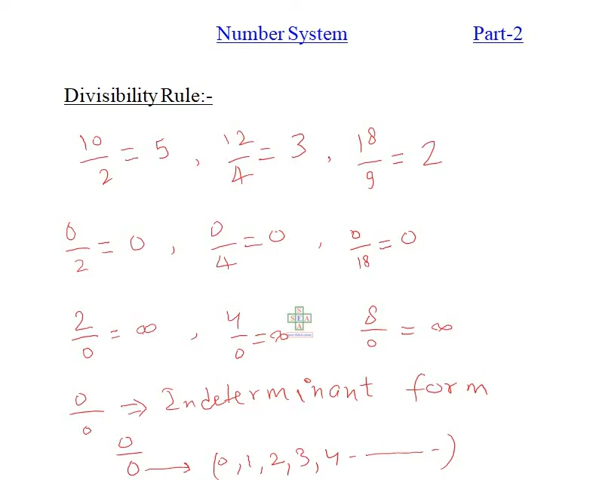 Number System Part-2
Divisibility Rule:-
10/2 = 5 , 12/4 = 3 , 18/9 = 2
0/2 = 0 , 0/4 = 0 , 0/18 = 0
2/0 = ∞ , 4/0 = ∞ 8/0 = ∞
0/0 ⇒ Indeterminant form
0/0 → (0, 1, 2, 3, 4 - —— -)